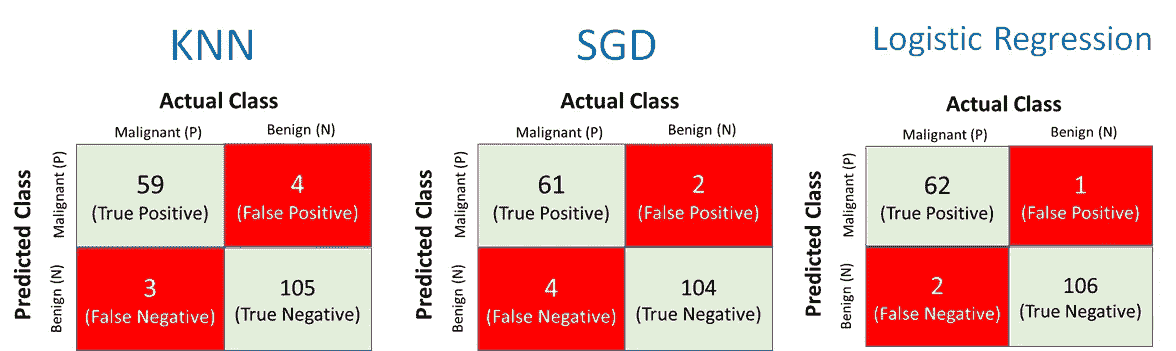 KNN
Actual Class
Malignant (P) Benign (N)
Predicted Class
Malignant (P)
59
(True Positive)
4
(False Positive)
Benign (N)
3
(False Negative)
105
(True Negative)
SGD
Actual Class
Malignant (P) Benign (N)
Predicted Class
Malignant (P)
61
(True Positive)
2
(False Positive)
Benign (N)
4
(False Negative)
104
(True Negative)
Logistic Regression
Actual Class
Malignant (P) Benign (N)
Predicted Class
Malignant (P)
62
(True Positive)
1
(False Positive)
Benign (N)
2
(False Negative)
106
(True Negative)